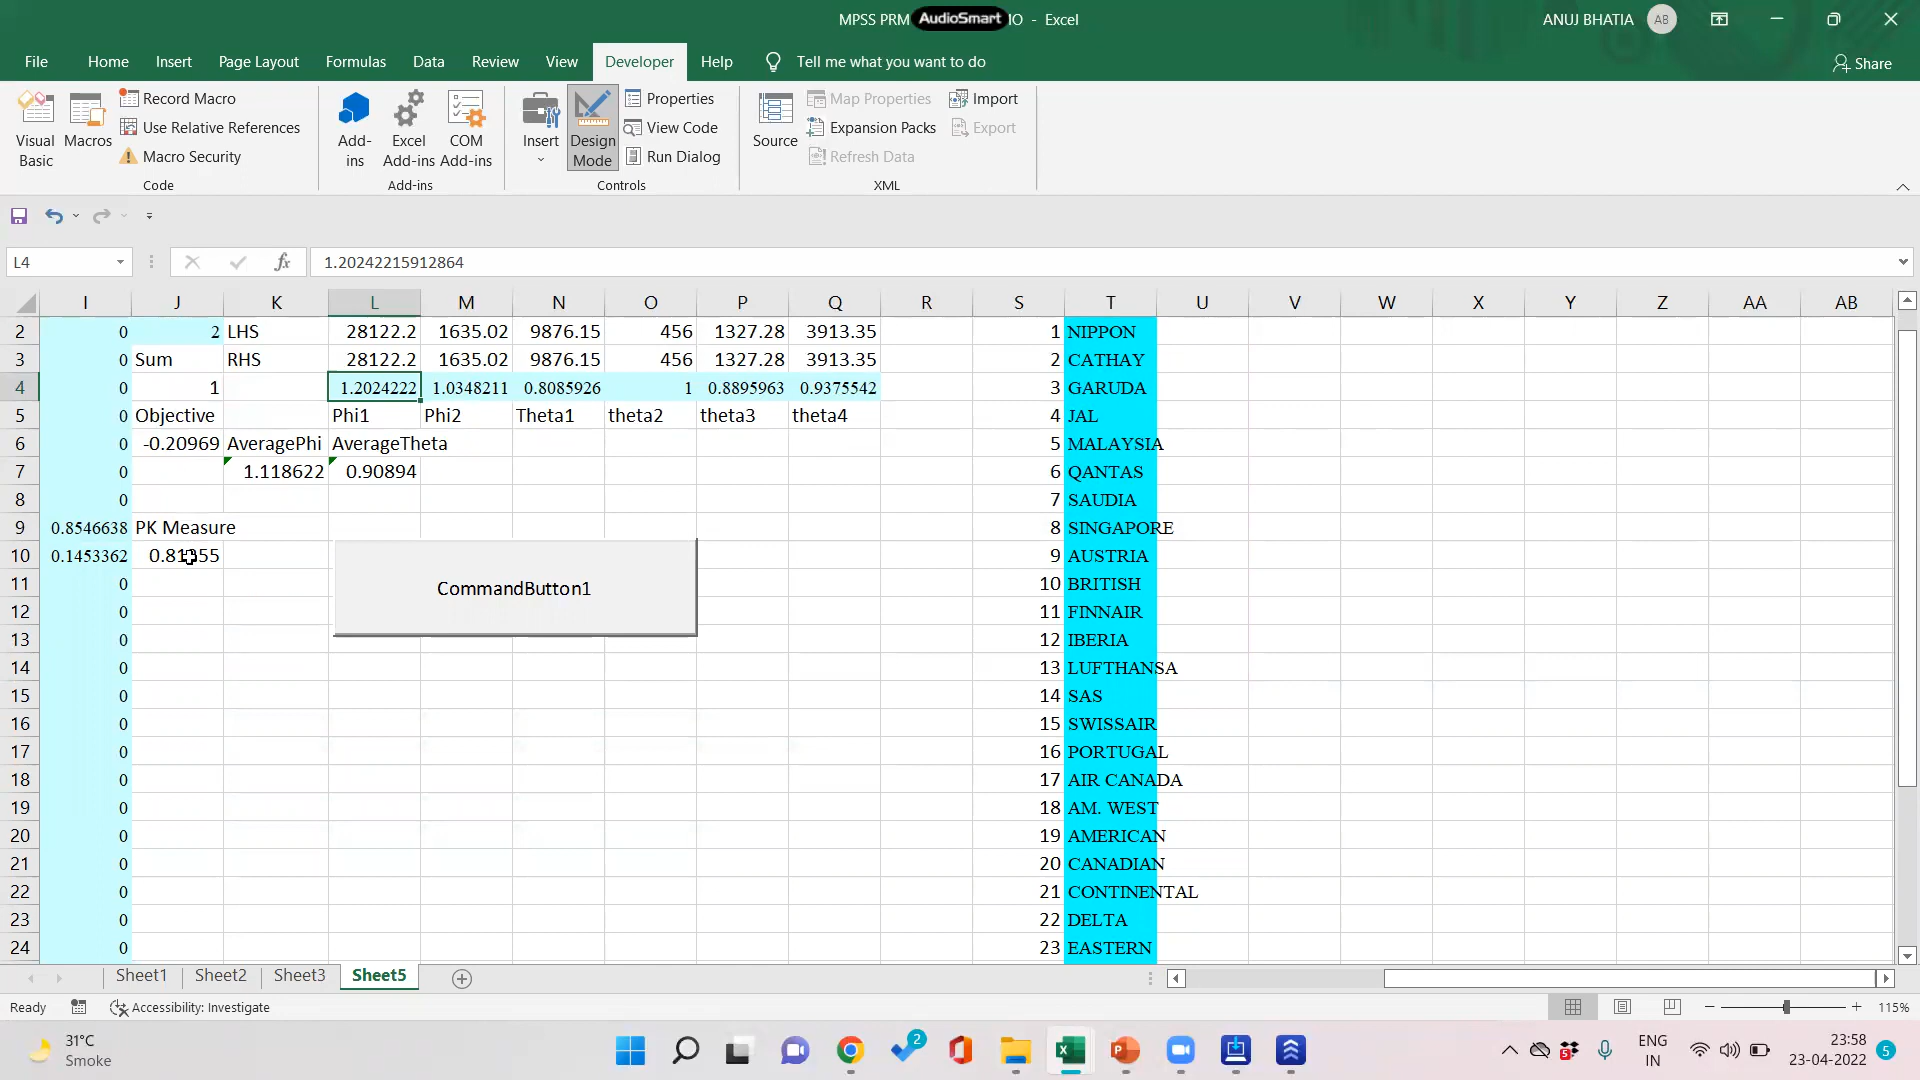 MPSS PRM AudioSmart IO - Excel
ANUJ BHATIA AB
File Home Insert Page Layout Formulas Data Review View Developer Help Tell me what you want to do Share
Visual Basic
Macros
Record Macro
Use Relative References
Macro Security
Code
Add-ins
Excel Add-ins
COM Add-ins
Add-ins
Insert
Design Mode
Properties
View Code
Run Dialog
Controls
Source
Map Properties
Expansion Packs
Refresh Data
Import
Export
XML
L4 fx 1.20242215912864
I J K L M N O P Q R S T U V W X Y Z AA AB
2 0 2 LHS 28122.2 1635.02 9876.15 456 1327.28 3913.35 1 NIPPON
3 0 Sum RHS 28122.2 1635.02 9876.15 456 1327.28 3913.35 2 CATHAY
4 0 1 1.2024222 1.0348211 0.8085926 1 0.8895963 0.9375542 3 GARUDA
5 0 Objective Phi1 Phi2 Theta1 theta2 theta3 theta4 4 JAL
6 0 -0.20969 AveragePhi AverageTheta 5 MALAYSIA
7 0 1.118622 0.90894 6 QANTAS
8 0 7 SAUDIA
9 0.8546638 PK Measure 8 SINGAPORE
10 0.1453362 9 AUSTRIA
CommandButton1
11 0 10 BRITISH
12 0 11 FINNAIR
13 0 12 IBERIA
14 0 13 LUFTHANSA
15 0 14 SAS
16 0 15 SWISSAIR
17 0 16 PORTUGAL
18 0 17 AIR CANADA
19 0 18 AM. WEST
20 0 19 AMERICAN
21 0 20 CANADIAN
22 0 21 CONTINENTAL
23 0 22 DELTA
24 0 23 EASTERN
Sheet1 Sheet2 Sheet3 Sheet5
Ready Accessibility: Investigate 115%
31°C
Smoke
2
5
ENG
IN
23:58
23-04-2022
5